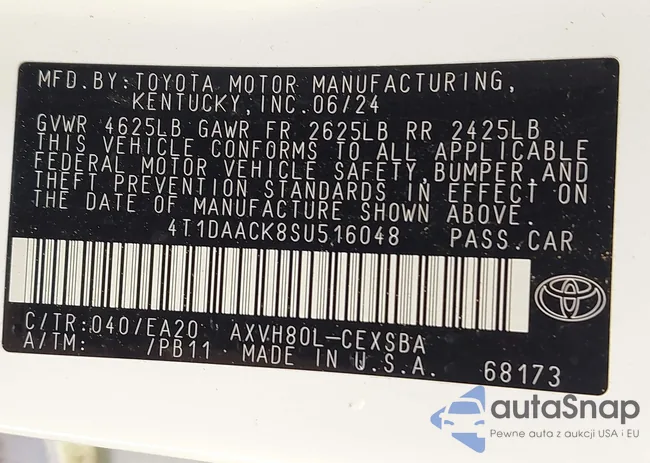 MFD. BY: TOYOTA MOTOR MANUFACTURING,
KENTUCKY, INC. 06/24
GVWR 4625LB GAWR FR 2625LB RR 2425LB
THIS VEHICLE CONFORMS TO ALL APPLICABLE
FEDERAL MOTOR VEHICLE SAFETY, BUMPER, AND
THEFT PREVENTION STANDARDS IN EFFECT ON
THE DATE OF MANUFACTURE SHOWN ABOVE.
4T1DAACK8SU516048 PASS. CAR
C/TR: 040/EA20 AXVH80L-CEXSBA
A/TM: /PB11 MADE IN U.S.A. 68173
autaSnap
Pewne auta z aukcji USA i EU